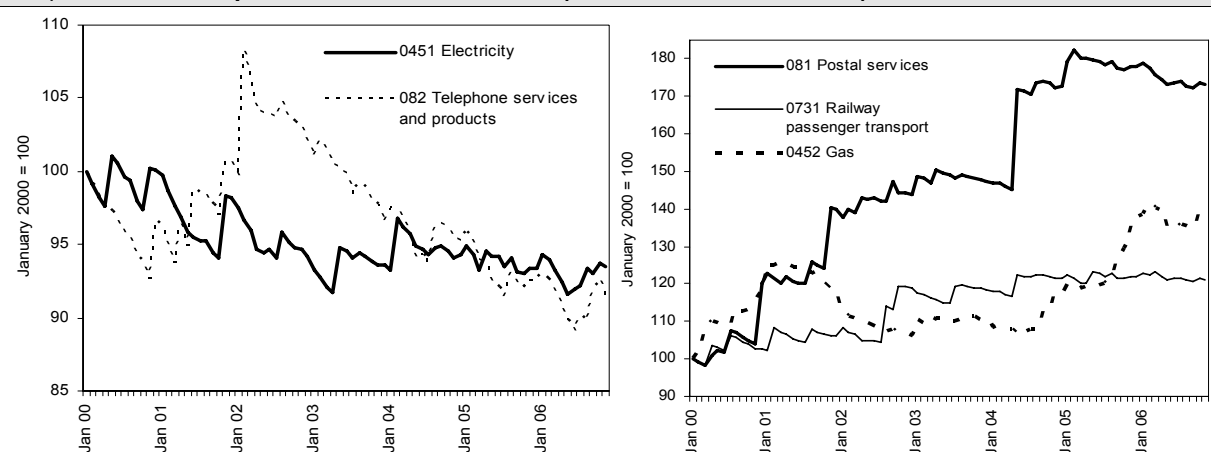 110
105
100
95
90
85
January 2000 = 100
0451 Electricity
082 Telephone services
and products
Jan 00
Jan 01
Jan 02
Jan 03
Jan 04
Jan 05
Jan 06
180
170
160
150
140
130
120
110
100
90
January 2000 = 100
081 Postal services
0731 Railway
passenger transport
0452 Gas
Jan 00
Jan 01
Jan 02
Jan 03
Jan 04
Jan 05
Jan 06